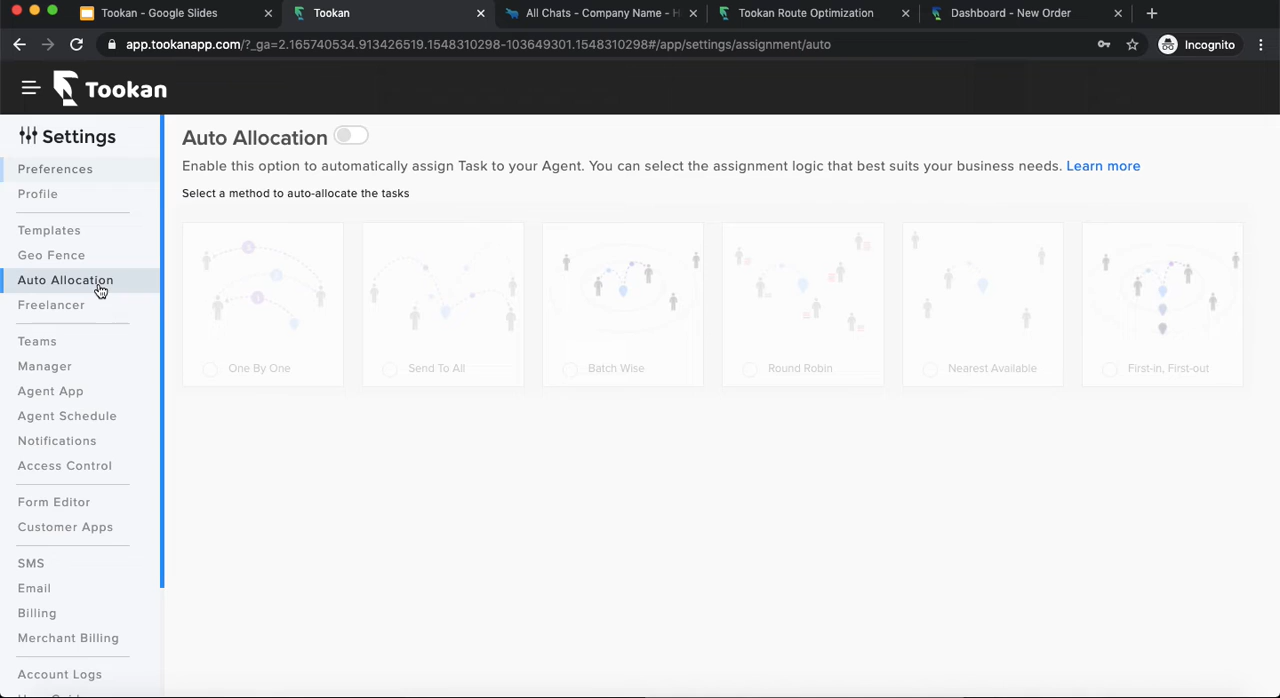 Tookan - Google Slides
Tookan
All Chats - Company Name - H
Tookan Route Optimization
Dashboard - New Order
app.tookanapp.com/?_ga=2.165740534.913426519.1548310298-103649301.1548310298#/app/settings/assignment/auto
Incognito
Tookan
Settings
Preferences
Profile
Templates
Geo Fence
Auto Allocation
Freelancer
Teams
Manager
Agent App
Agent Schedule
Notifications
Access Control
Form Editor
Customer Apps
SMS
Email
Billing
Merchant Billing
Account Logs
Auto Allocation
Enable this option to automatically assign Task to your Agent. You can select the assignment logic that best suits your business needs. Learn more
Select a method to auto-allocate the tasks
One By One
Send To All
Batch Wise
Round Robin
Nearest Available
First-in, First-out